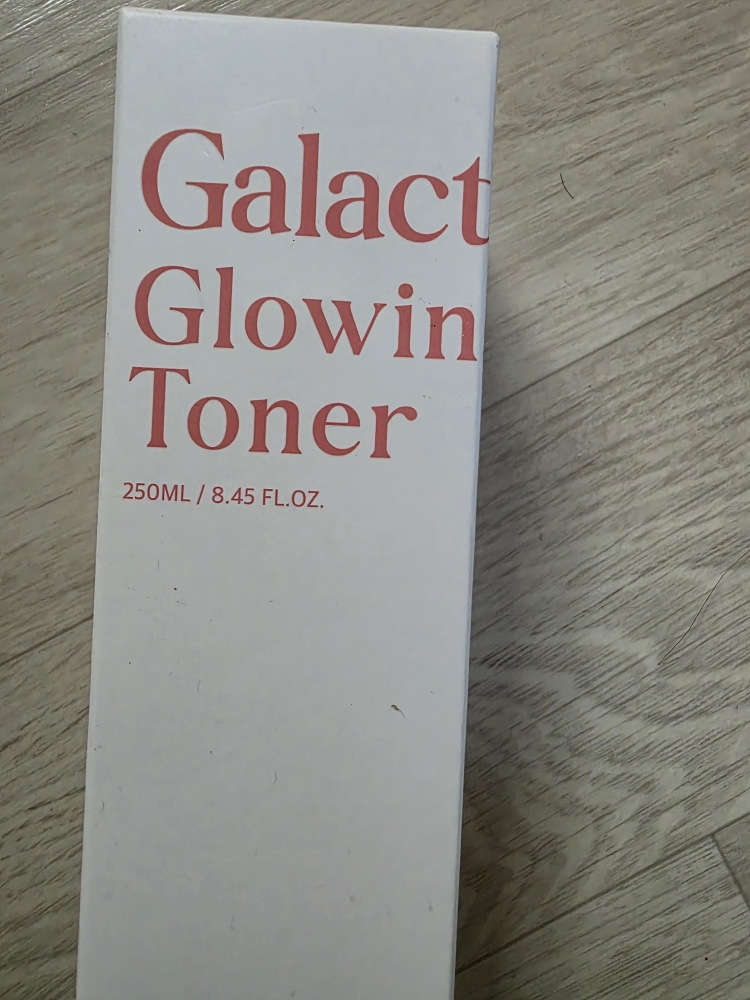 Galact
Glowin
Toner
250ML / 8.45 FL.OZ.